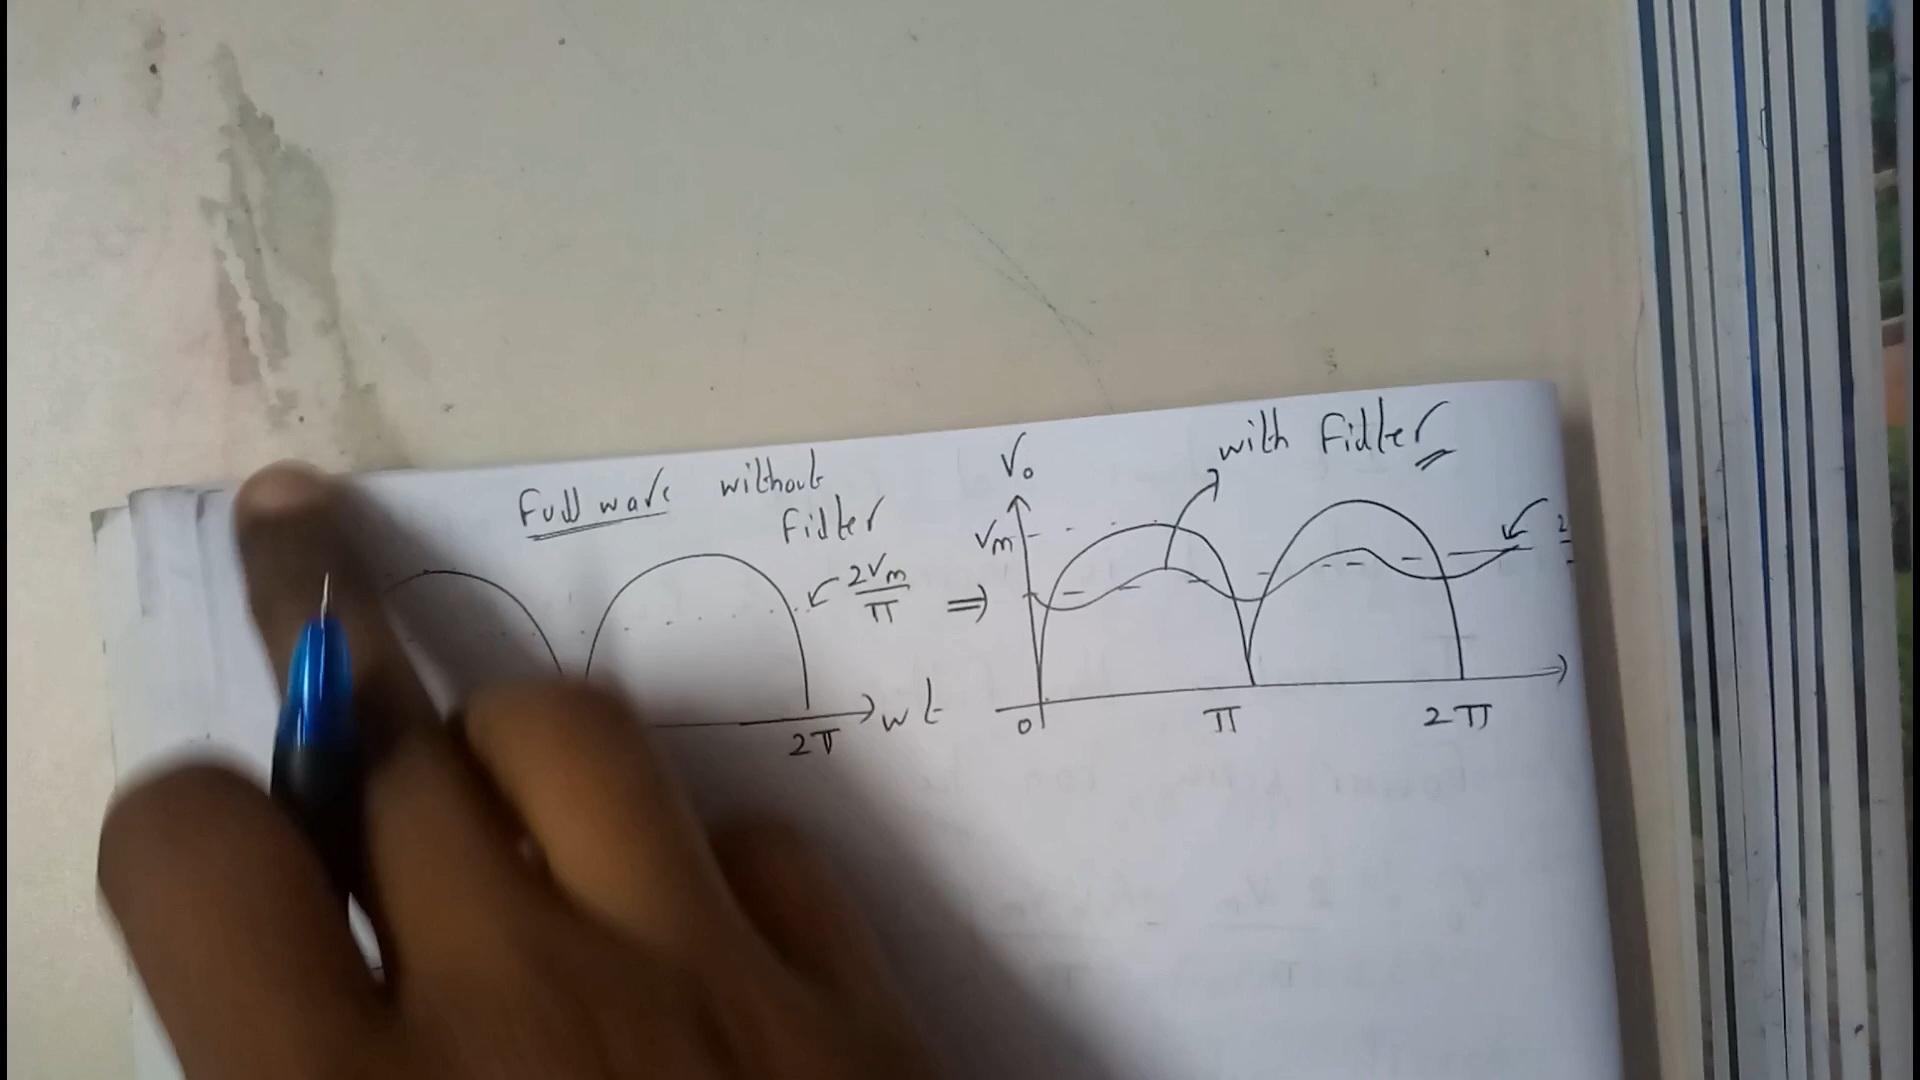 Full wave without
Filter
2Vm
π
⇒
wt
2π
Vo
with Filter
Vm
0
π
2π